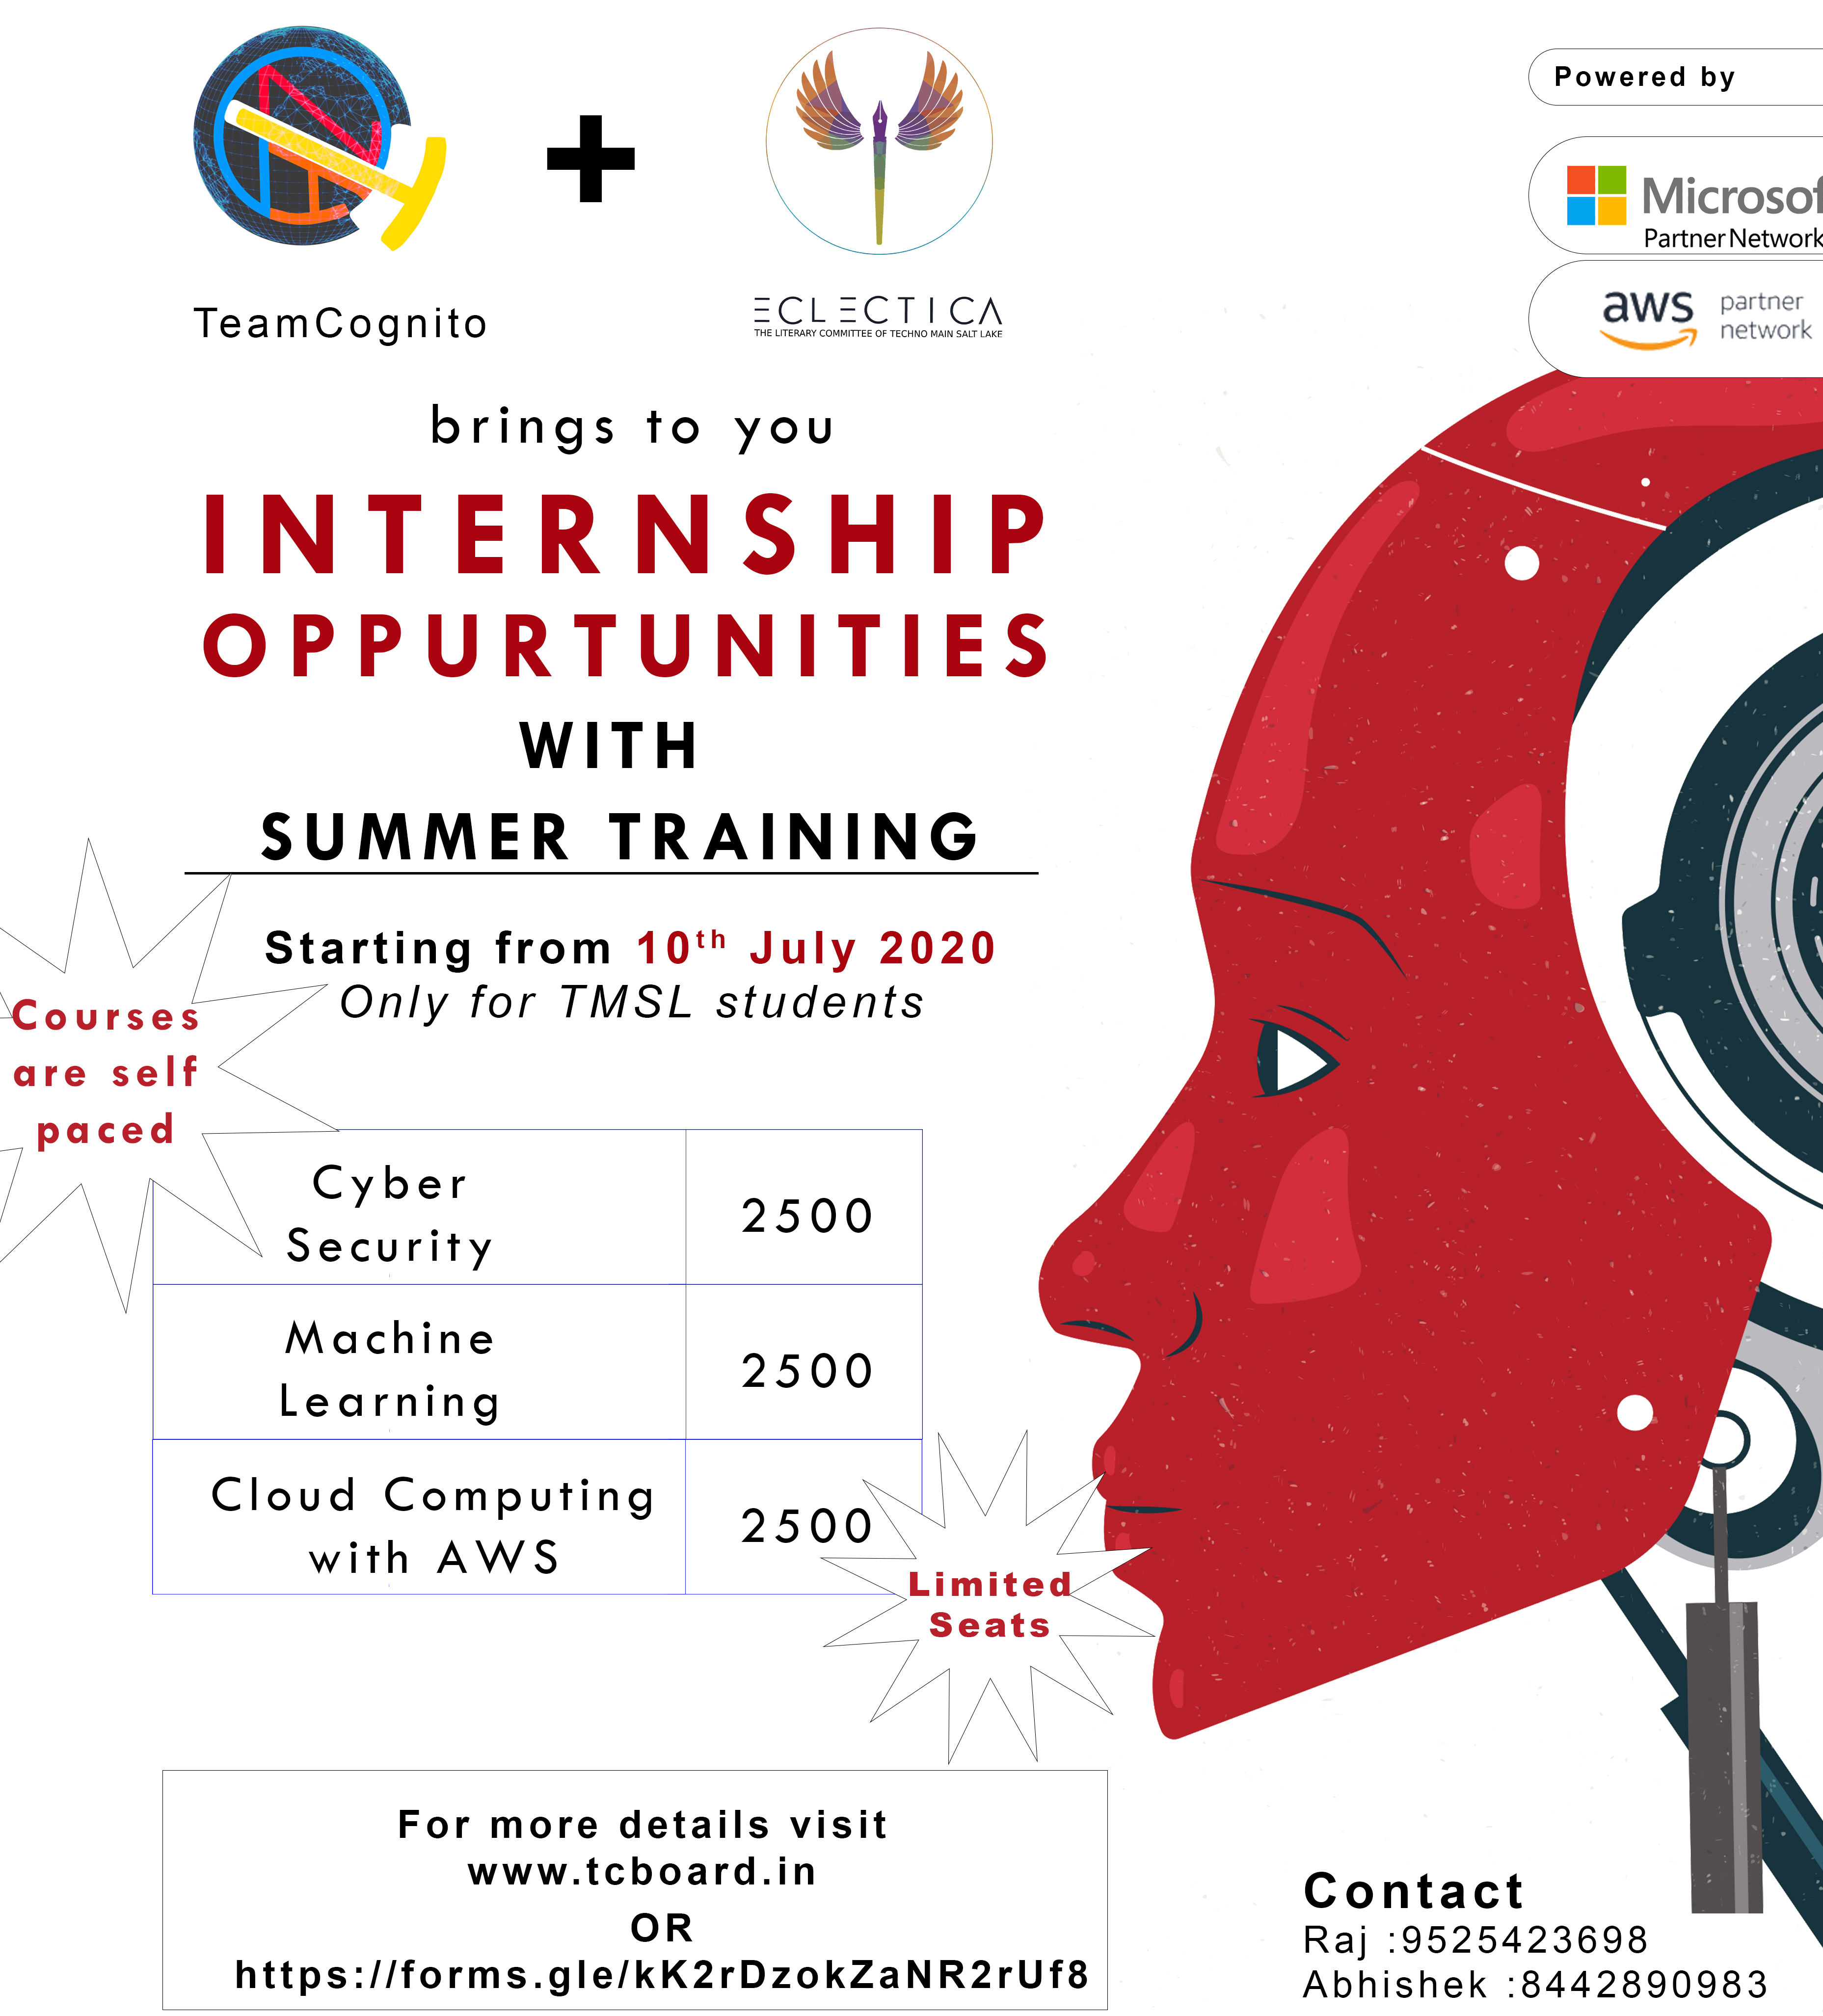 TeamCognito
ECLECTICA
THE LITERARY COMMITTEE OF TECHNO MAIN SALT LAKE
Powered by
Microsof
Partner Network
aws partner
network
brings to you
INTERNSHIP
OPPURTUNITIES
WITH
SUMMER TRAINING
Starting from 10th July 2020
Only for TMSL students
Courses
are self
paced
Cyber
Security
2500
Machine
Learning
2500
Cloud Computing
with AWS
2500
Limited
Seats
For more details visit
www.tcboard.in
OR
https://forms.gle/kK2rDzokZaNR2rUf8
Contact
Raj :9525423698
Abhishek :8442890983